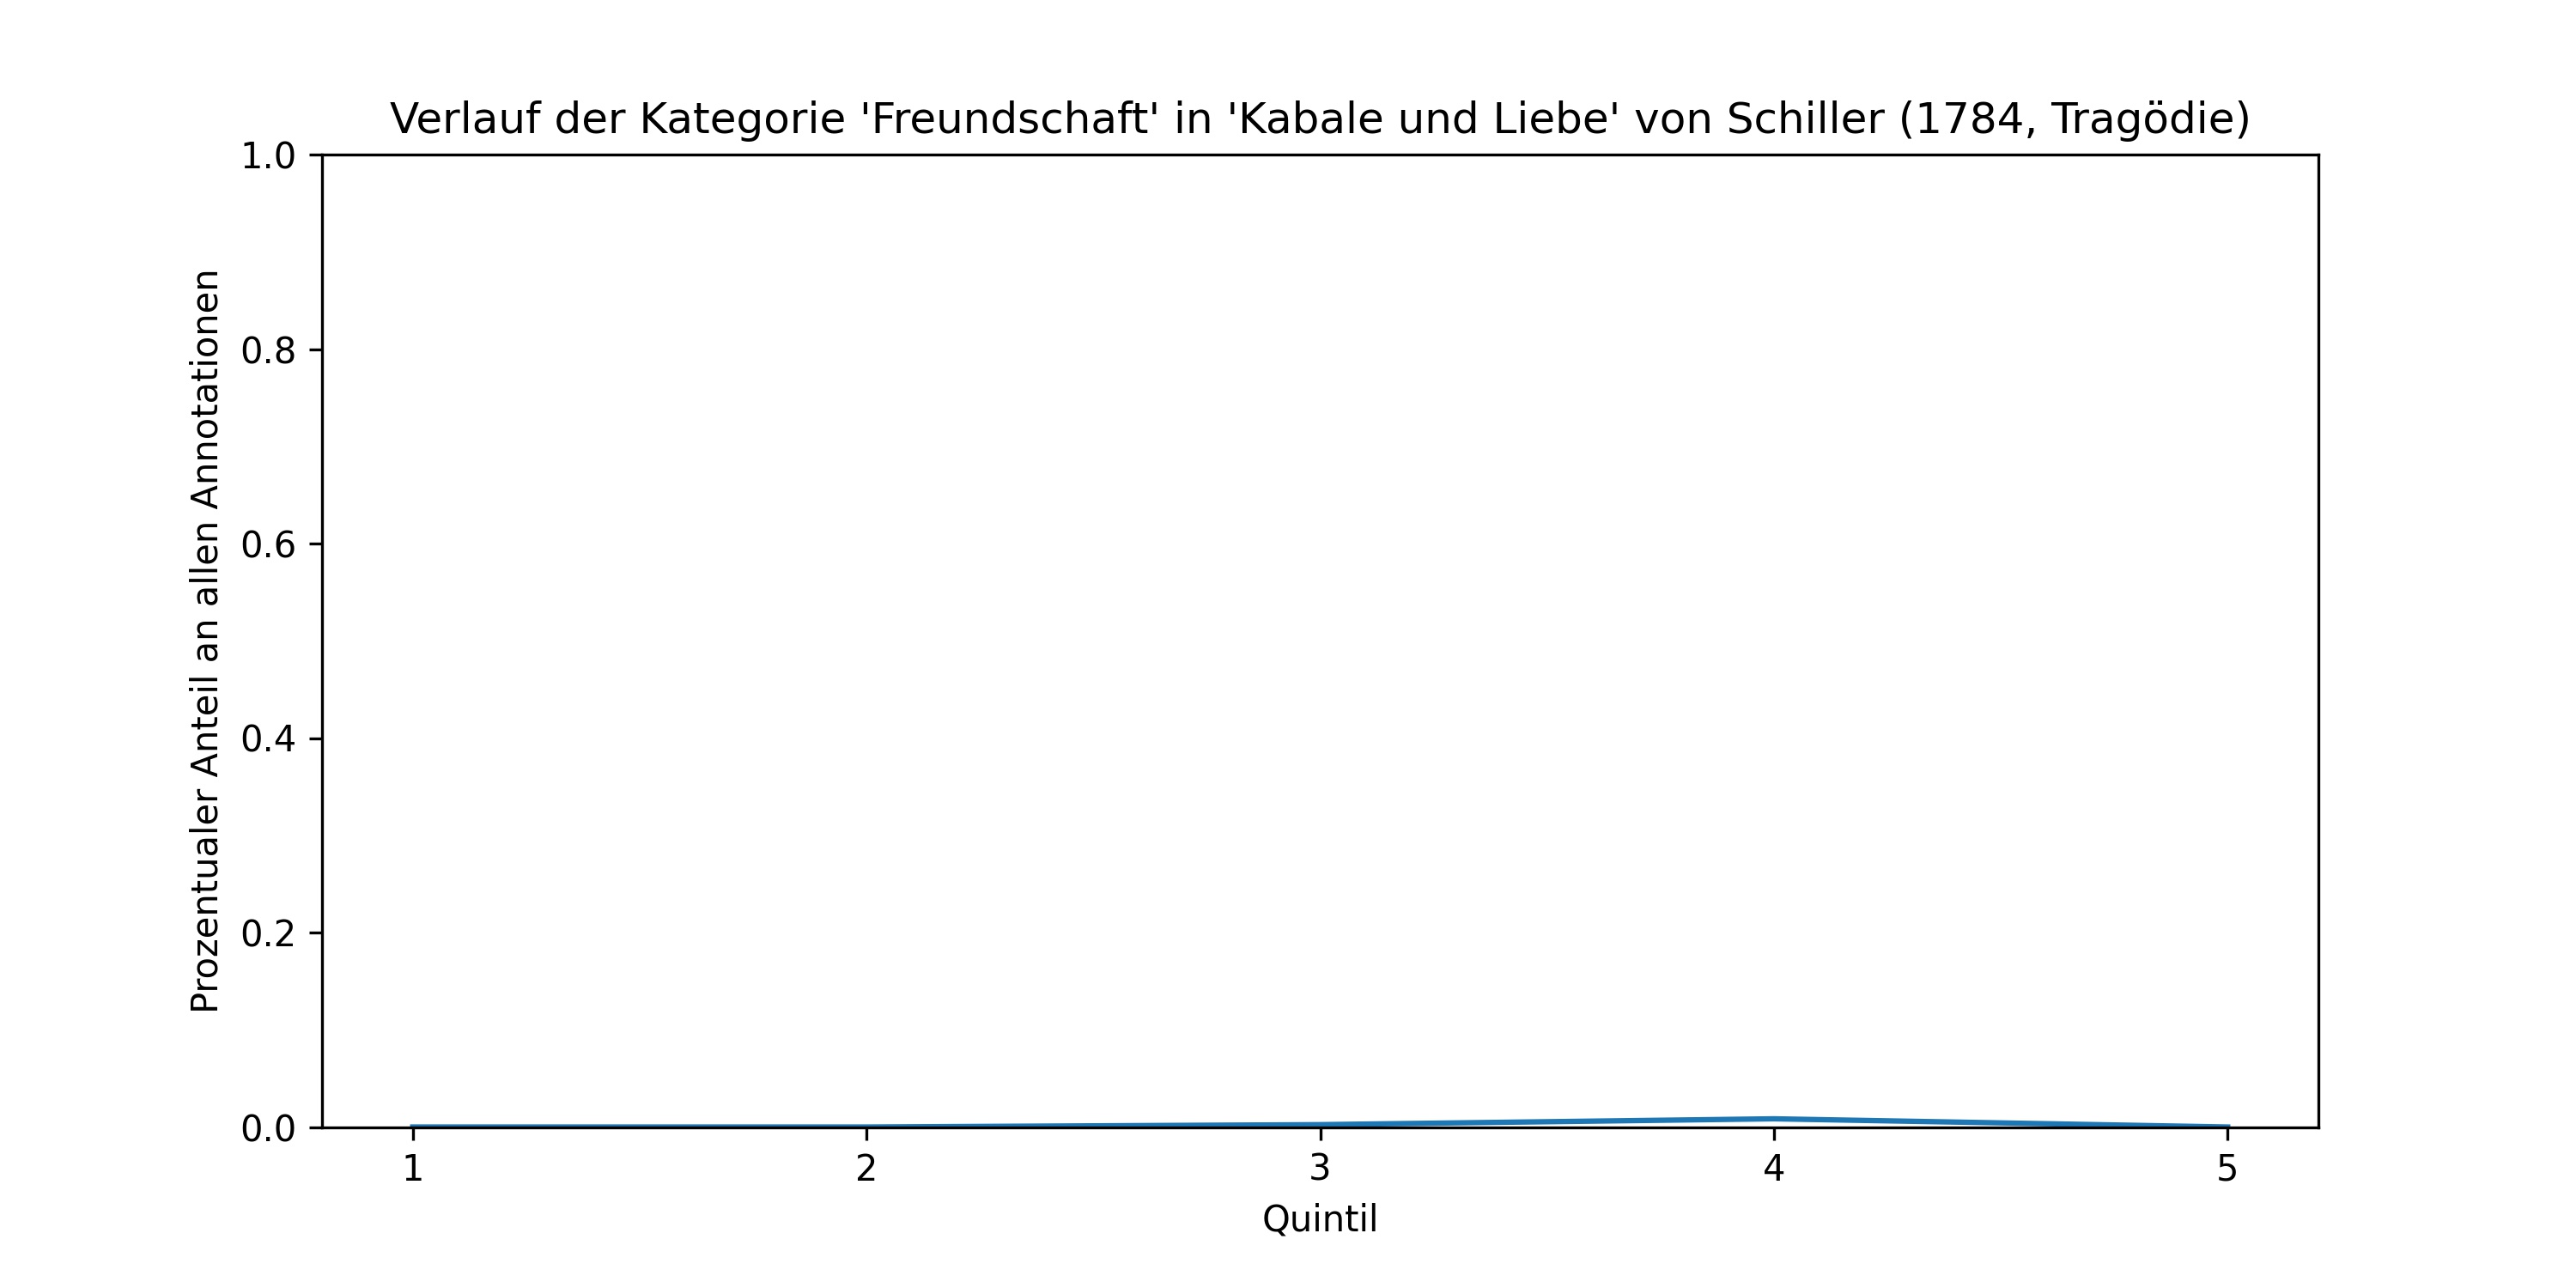 Verlauf der Kategorie 'Freundschaft' in 'Kabale und Liebe' von Schiller (1784, Tragödie)
Prozentualer Anteil an allen Annotationen
1.0
0.8
0.6
0.4
0.2
0.0
1 2 3 4 5
Quintil